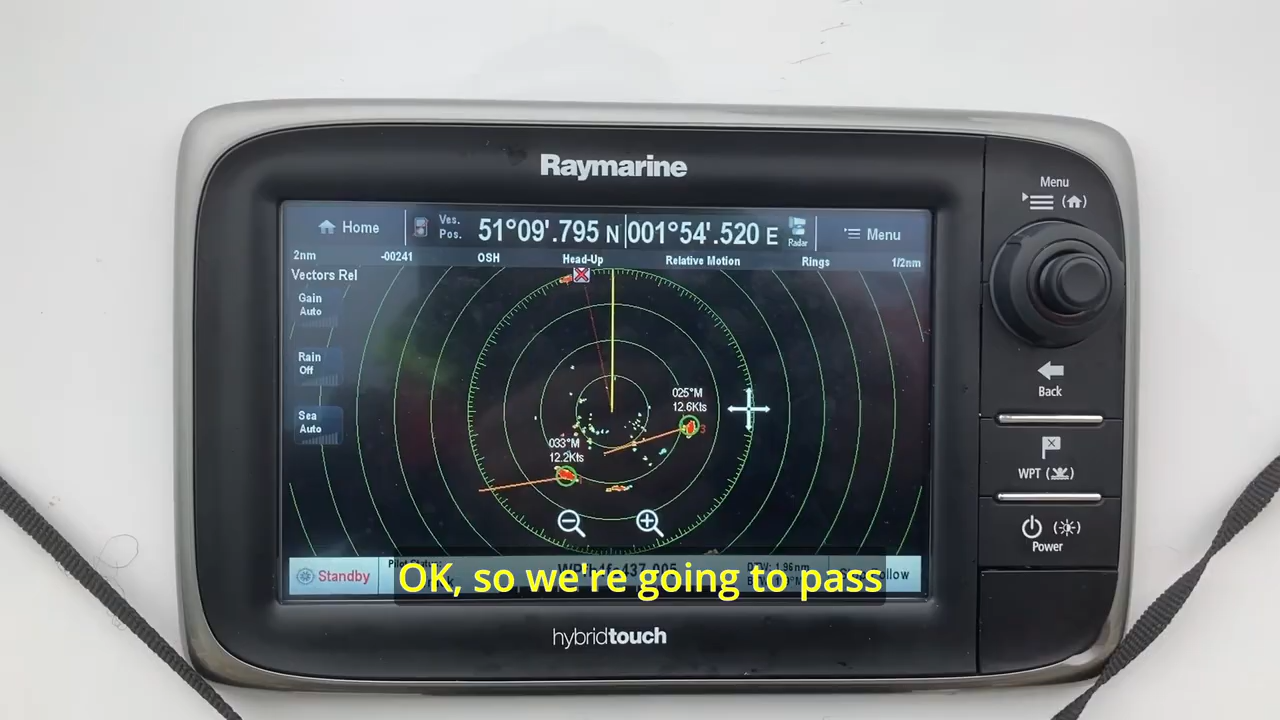 Raymarine
Home
Ves. Pos.
51°09'.795 N
001°54'.520 E
Radar
Menu
2nm
-00241
OSH
Head-Up
Relative Motion
Rings
1/2nm
Vectors Rel
Gain
Auto
Rain
Off
Sea
Auto
025°M
12.6Kts
3
033°M
12.2Kts
Standby
OK, so we're going to pass
hybridtouch
Menu
Back
WPT
Power